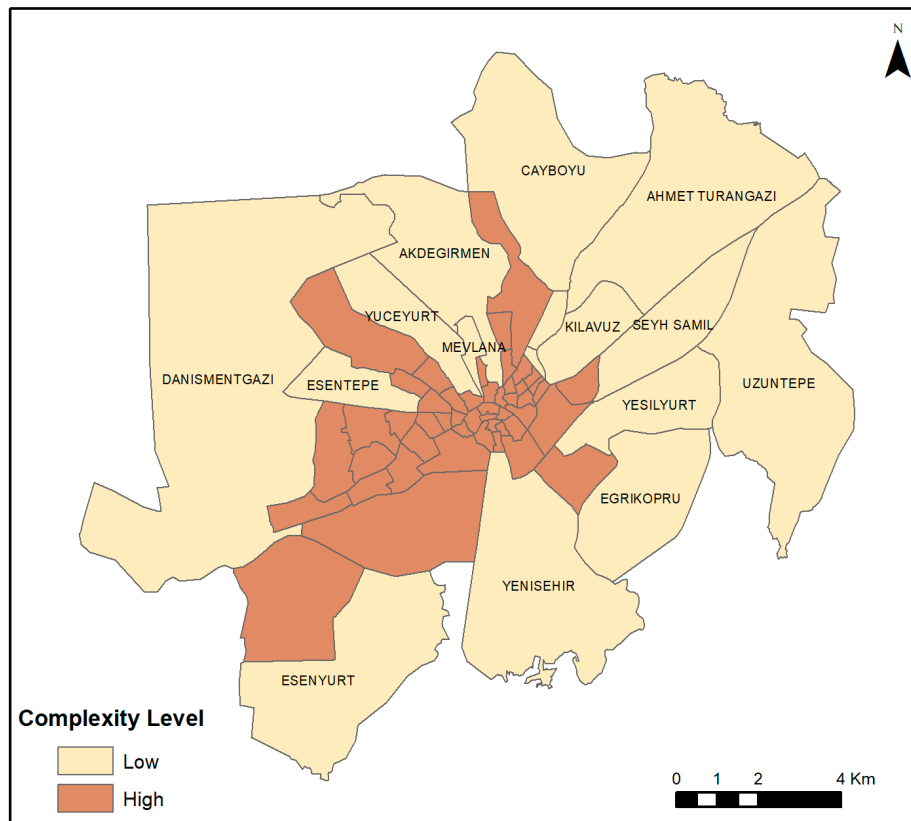 N
CAYBOYU
AHMET TURANGAZI
AKDEGIRMEN
YUCEYURT
KILAVUZ
SEYH SAMIL
MEVLANA
DANISMENTGAZI
ESENTEPE
UZUNTEPE
YESILYURT
EGRIKOPRU
YENISEHIR
ESENYURT
Complexity Level
Low
High
0 1 2 4 Km